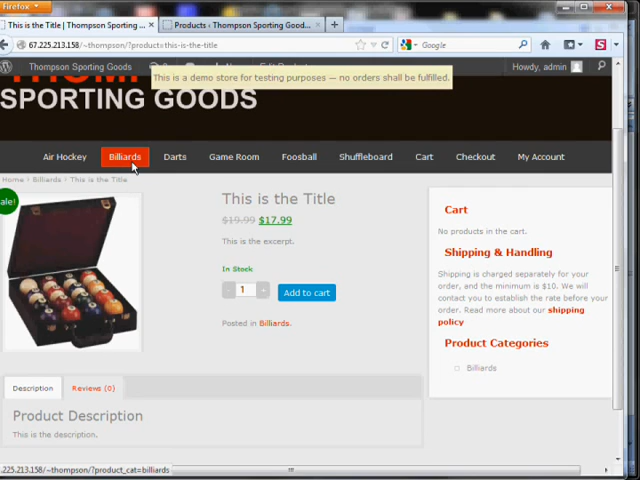 Firefox
This is the Title | Thompson Sporting ...
Products ‹ Thompson Sporting Good...
67.225.213.158/~thompson/?product=this-is-the-title
Google
Thompson Sporting Goods
Howdy, admin
This is a demo store for testing purposes — no orders shall be fulfilled.
SPORTING GOODS
Air Hockey
Billiards
Darts
Game Room
Foosball
Shuffleboard
Cart
Checkout
My Account
Home › Billiards › This is the Title
ale!
This is the Title
$19.99 $17.99
This is the excerpt.
In Stock
- 1 +
Add to cart
Posted in Billiards.
Cart
No products in the cart.
Shipping & Handling
Shipping is charged separately for your
order, and the minimum is $10. We will
contact you to establish the rate before your
order. Read more about our shipping
policy
Product Categories
Billiards
Description
Reviews (0)
Product Description
This is the description.
.225.213.158/~thompson/?product_cat=billiards